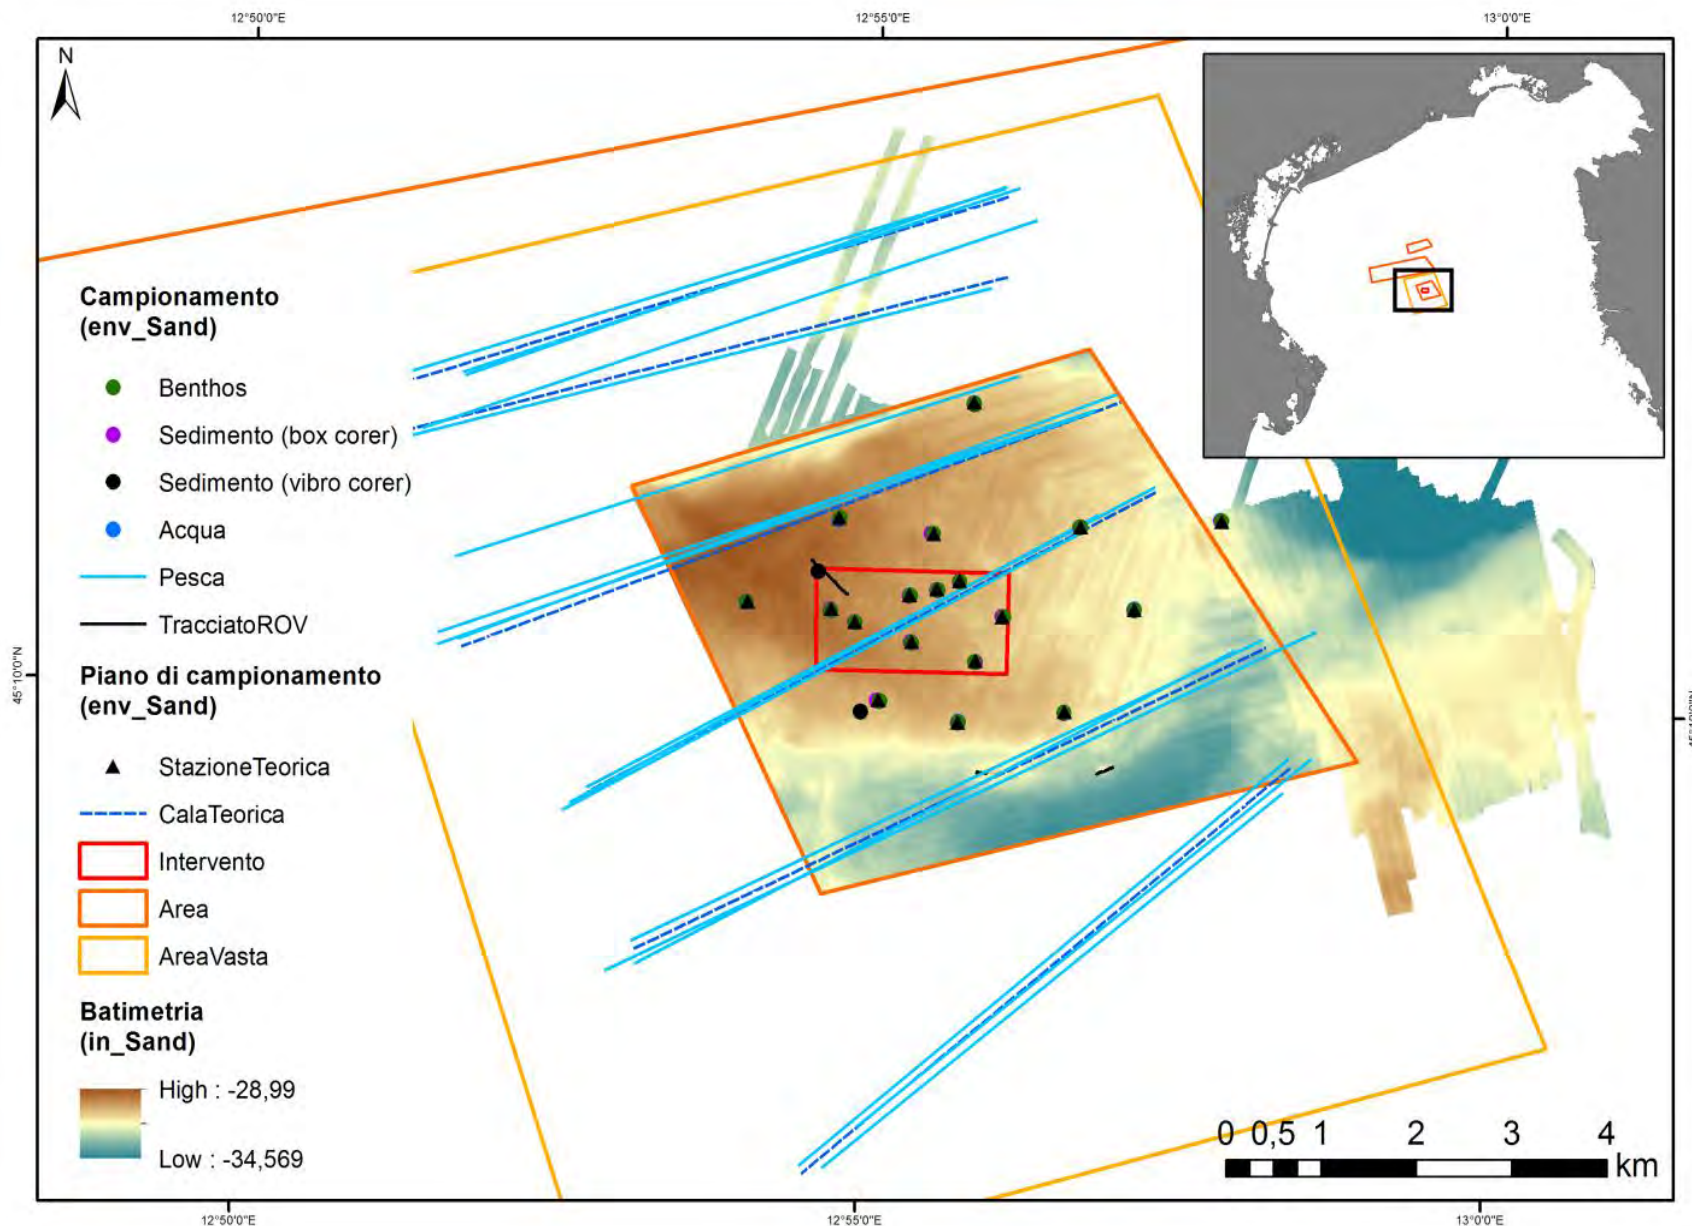 12°50'0"E
12°55'0"E
13°0'0"E
N
Campionamento
(env_Sand)
Benthos
Sedimento (box corer)
Sedimento (vibro corer)
Acqua
Pesca
TracciatoROV
Piano di campionamento
(env_Sand)
StazioneTeorica
CalaTeorica
Intervento
Area
AreaVasta
Batimetria
(in_Sand)
High : -28,99
Low : -34,569
45°10'0"N
0 0,5 1 2 3 4
km
12°50'0"E
12°55'0"E
13°0'0"E